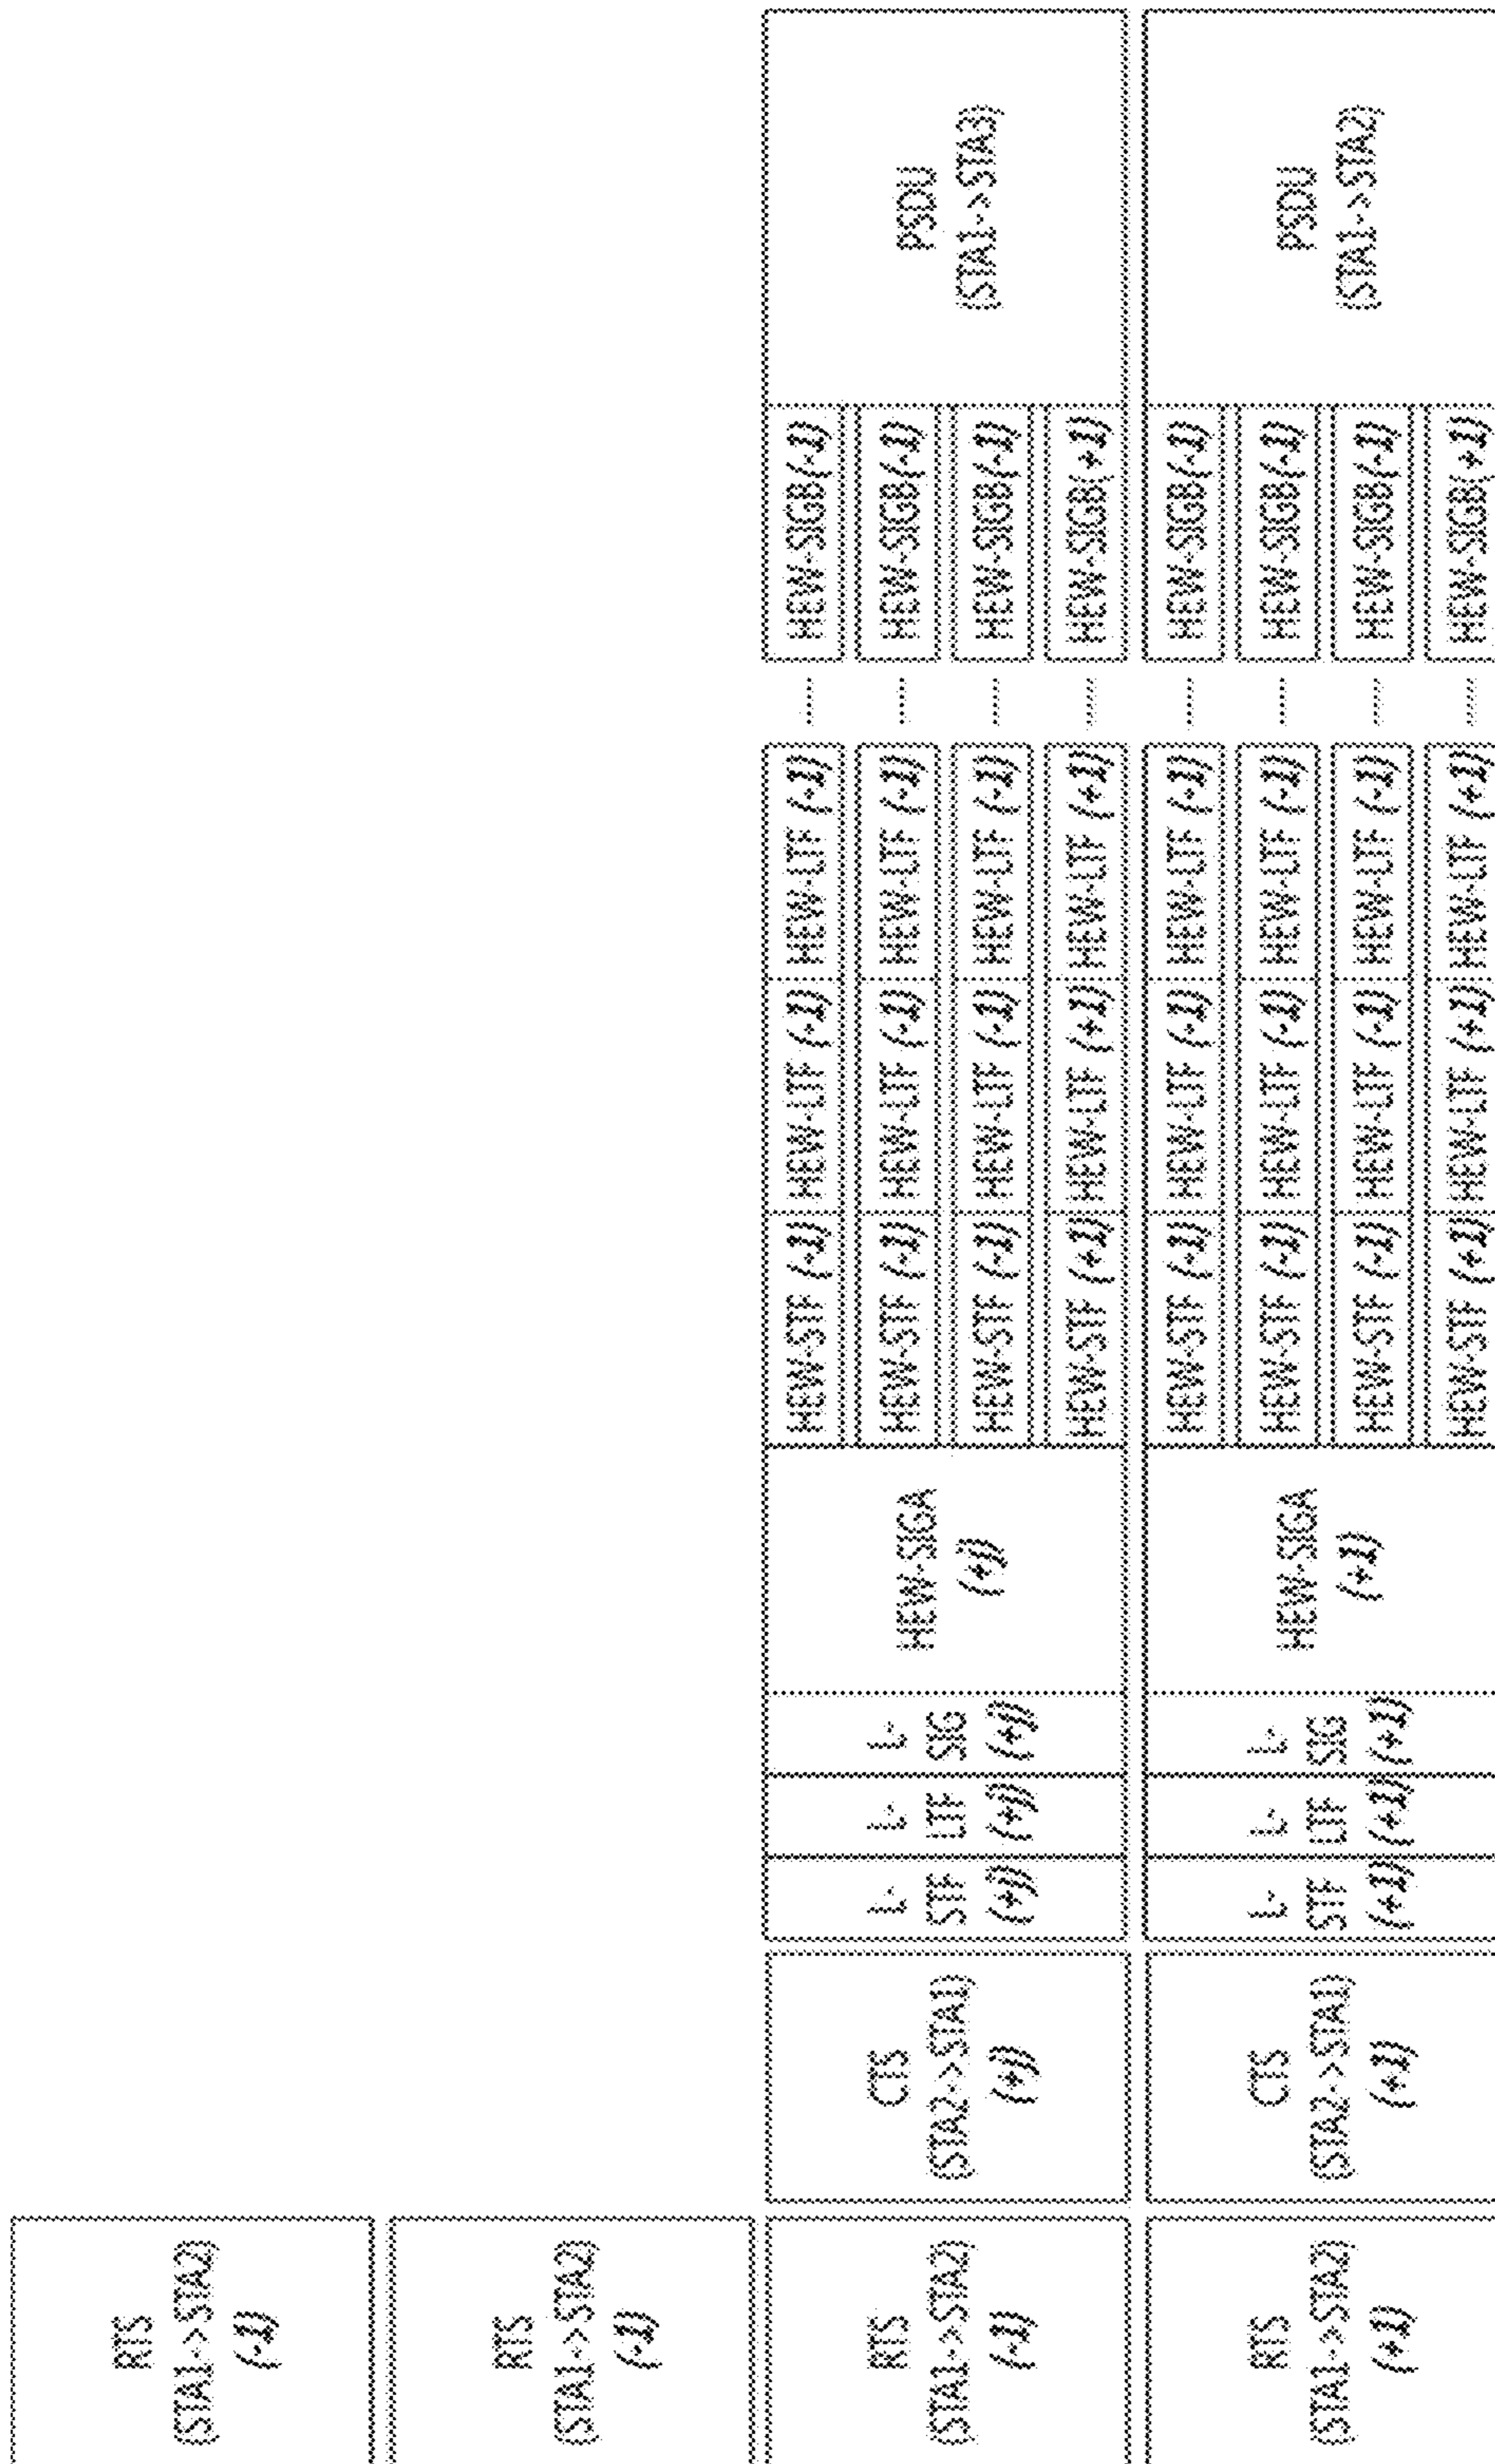 RTS
(STA1->STA2)
(-1)
RTS
(STA1->STA2)
(-1)
RTS
(STA1->STA2)
(-1)
CTS
(STA2->STA1)
(+j)
L-
STF
(+j)
L-
LTF
(+j)
L-
SIG
(+j)
HEW-SIGA
(+j)
HEW-STF (-1)
HEW-LTF (-1)
HEW-LTF (-1)
HEW-SIGB(-1)
HEW-STF (-1)
HEW-LTF (-1)
HEW-LTF (-1)
HEW-SIGB(-1)
HEW-STF (-1)
HEW-LTF (-1)
HEW-LTF (-1)
HEW-SIGB(-1)
HEW-STF (+1)
HEW-LTF (+1)
HEW-LTF (+1)
HEW-SIGB(+1)
PSDU
(STA1->STA3)
RTS
(STA1->STA2)
(+1)
CTS
(STA2->STA1)
(+1)
L-
STF
(+1)
L-
LTF
(+1)
L-
SIG
(+1)
HEW-SIGA
(+1)
HEW-STF (-1)
HEW-LTF (-1)
HEW-LTF (-1)
HEW-SIGB(-1)
HEW-STF (-1)
HEW-LTF (-1)
HEW-LTF (-1)
HEW-SIGB(-1)
HEW-STF (-1)
HEW-LTF (-1)
HEW-LTF (-1)
HEW-SIGB(-1)
HEW-STF (+1)
HEW-LTF (+1)
HEW-LTF (+1)
HEW-SIGB(+1)
PSDU
(STA1->STA2)